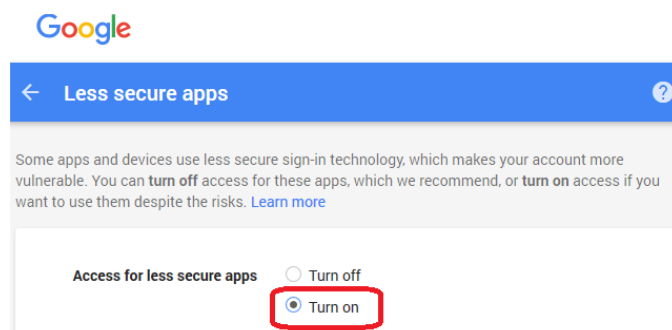 Google
Less secure apps
?
Some apps and devices use less secure sign-in technology, which makes your account more
vulnerable. You can turn off access for these apps, which we recommend, or turn on access if you
want to use them despite the risks. Learn more
Access for less secure apps Turn off
Turn on